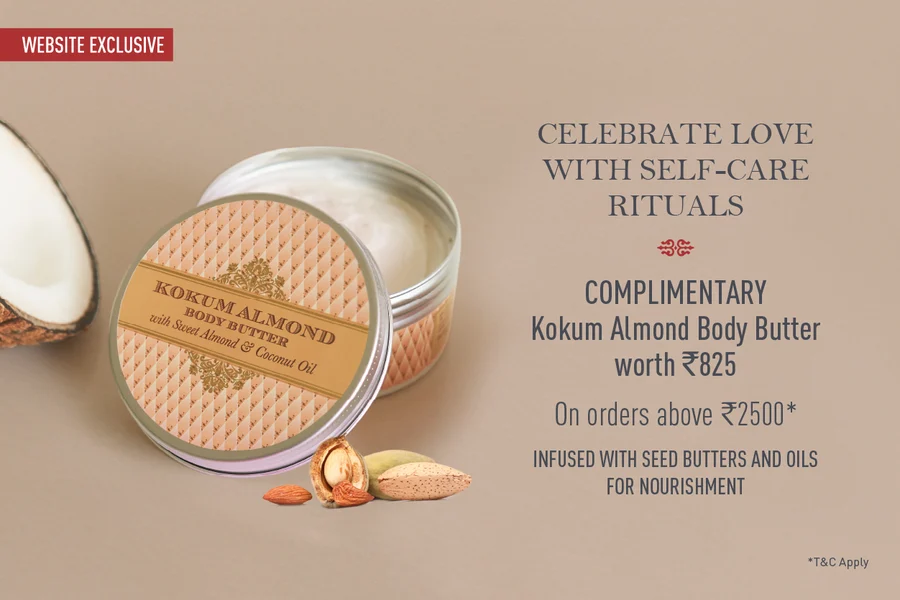 WEBSITE EXCLUSIVE
KOKUM ALMOND
BODY BUTTER
with Sweet Almond & Coconut Oil
CELEBRATE LOVE
WITH SELF-CARE
RITUALS
COMPLIMENTARY
Kokum Almond Body Butter
worth ₹825
On orders above ₹2500*
INFUSED WITH SEED BUTTERS AND OILS
FOR NOURISHMENT
*T&C Apply